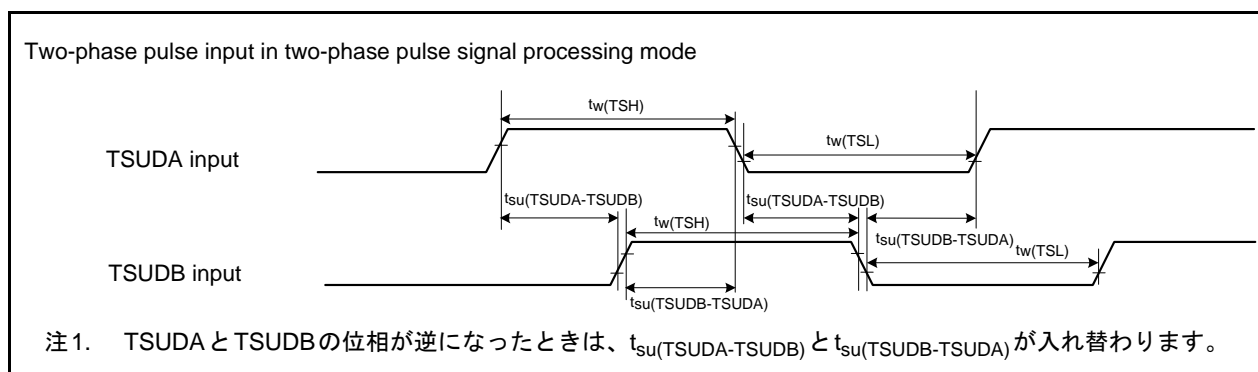 Two-phase pulse input in two-phase pulse signal processing mode
tw(TSH)
TSUDA input
tw(TSL)
tsu(TSUDA-TSUDB)
tsu(TSUDA-TSUDB)
tw(TSH)
tsu(TSUDB-TSUDA)
tw(TSL)
TSUDB input
tsu(TSUDB-TSUDA)
注1. TSUDAとTSUDBの位相が逆になったときは、tsu(TSUDA-TSUDB)とtsu(TSUDB-TSUDA)が入れ替わります。